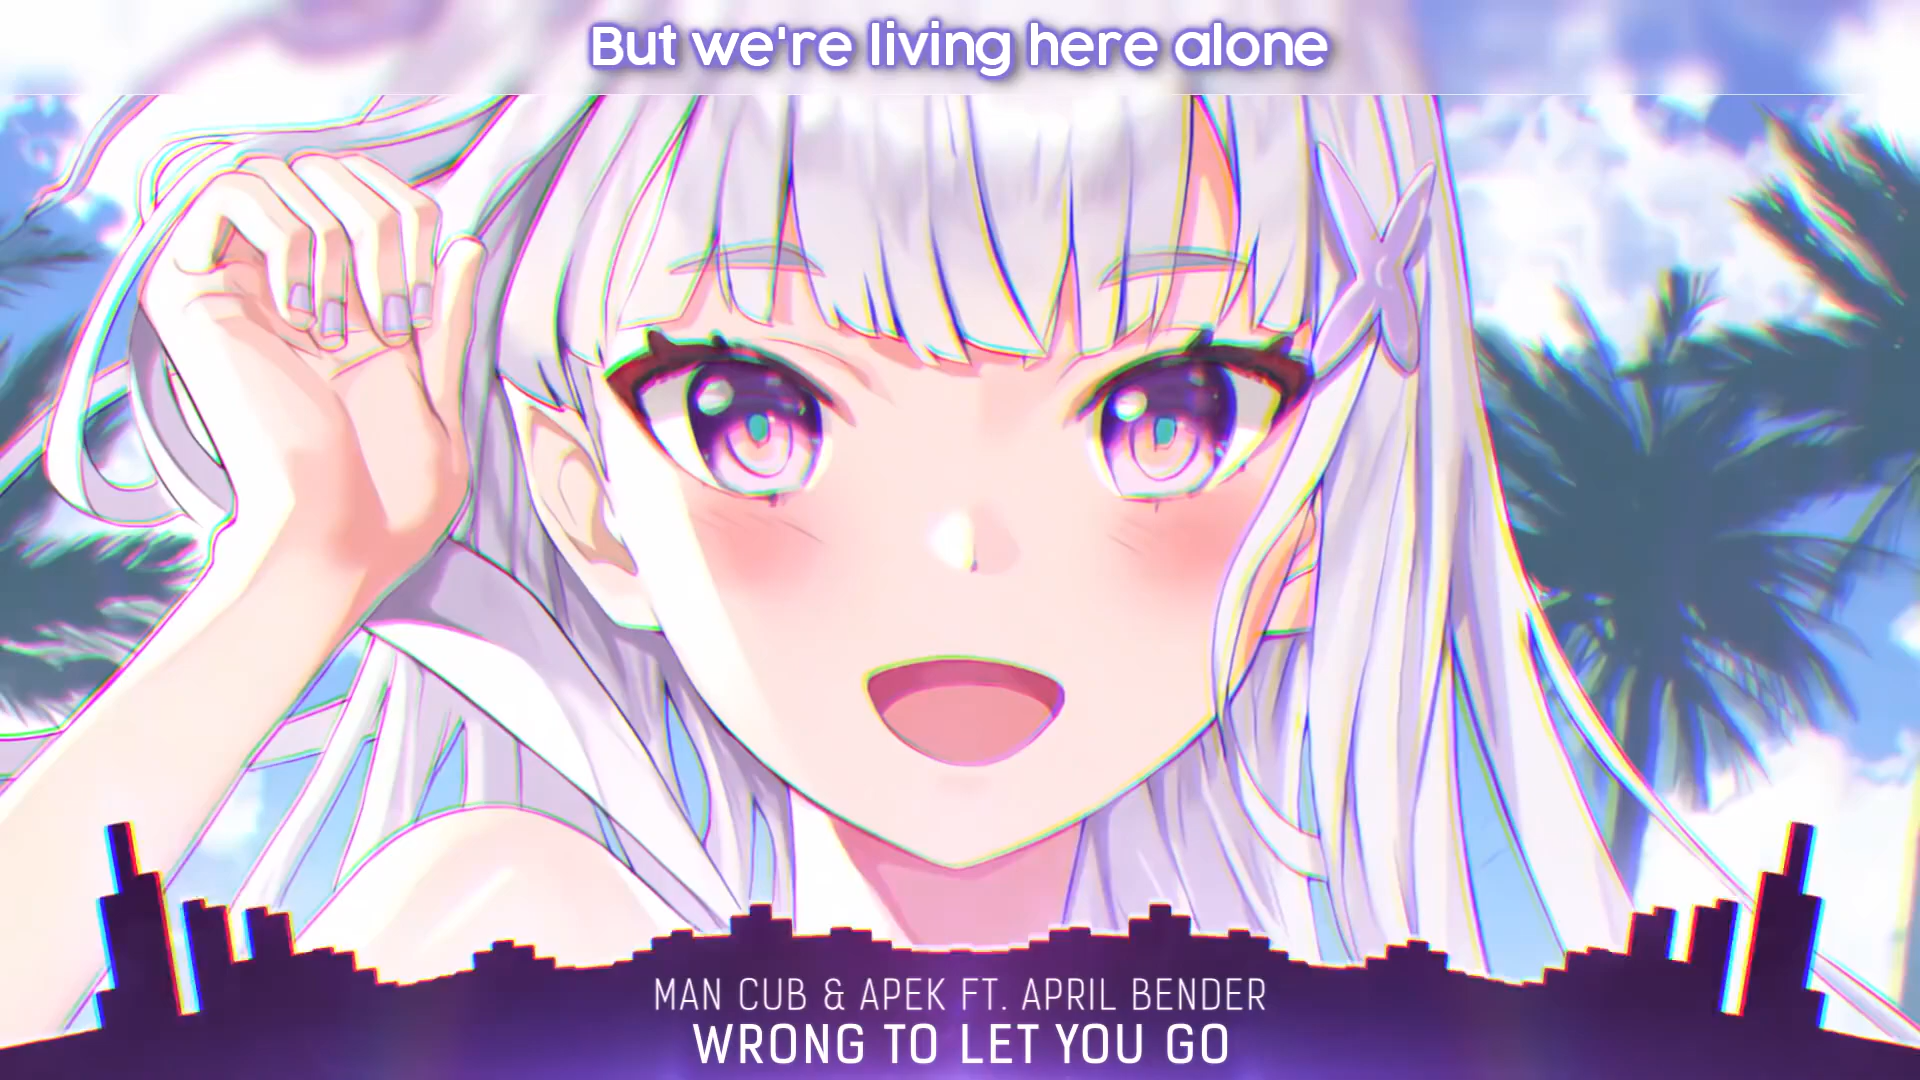 But we're living here alone
MAN CUB & APEK FT. APRIL BENDER
WRONG TO LET YOU GO